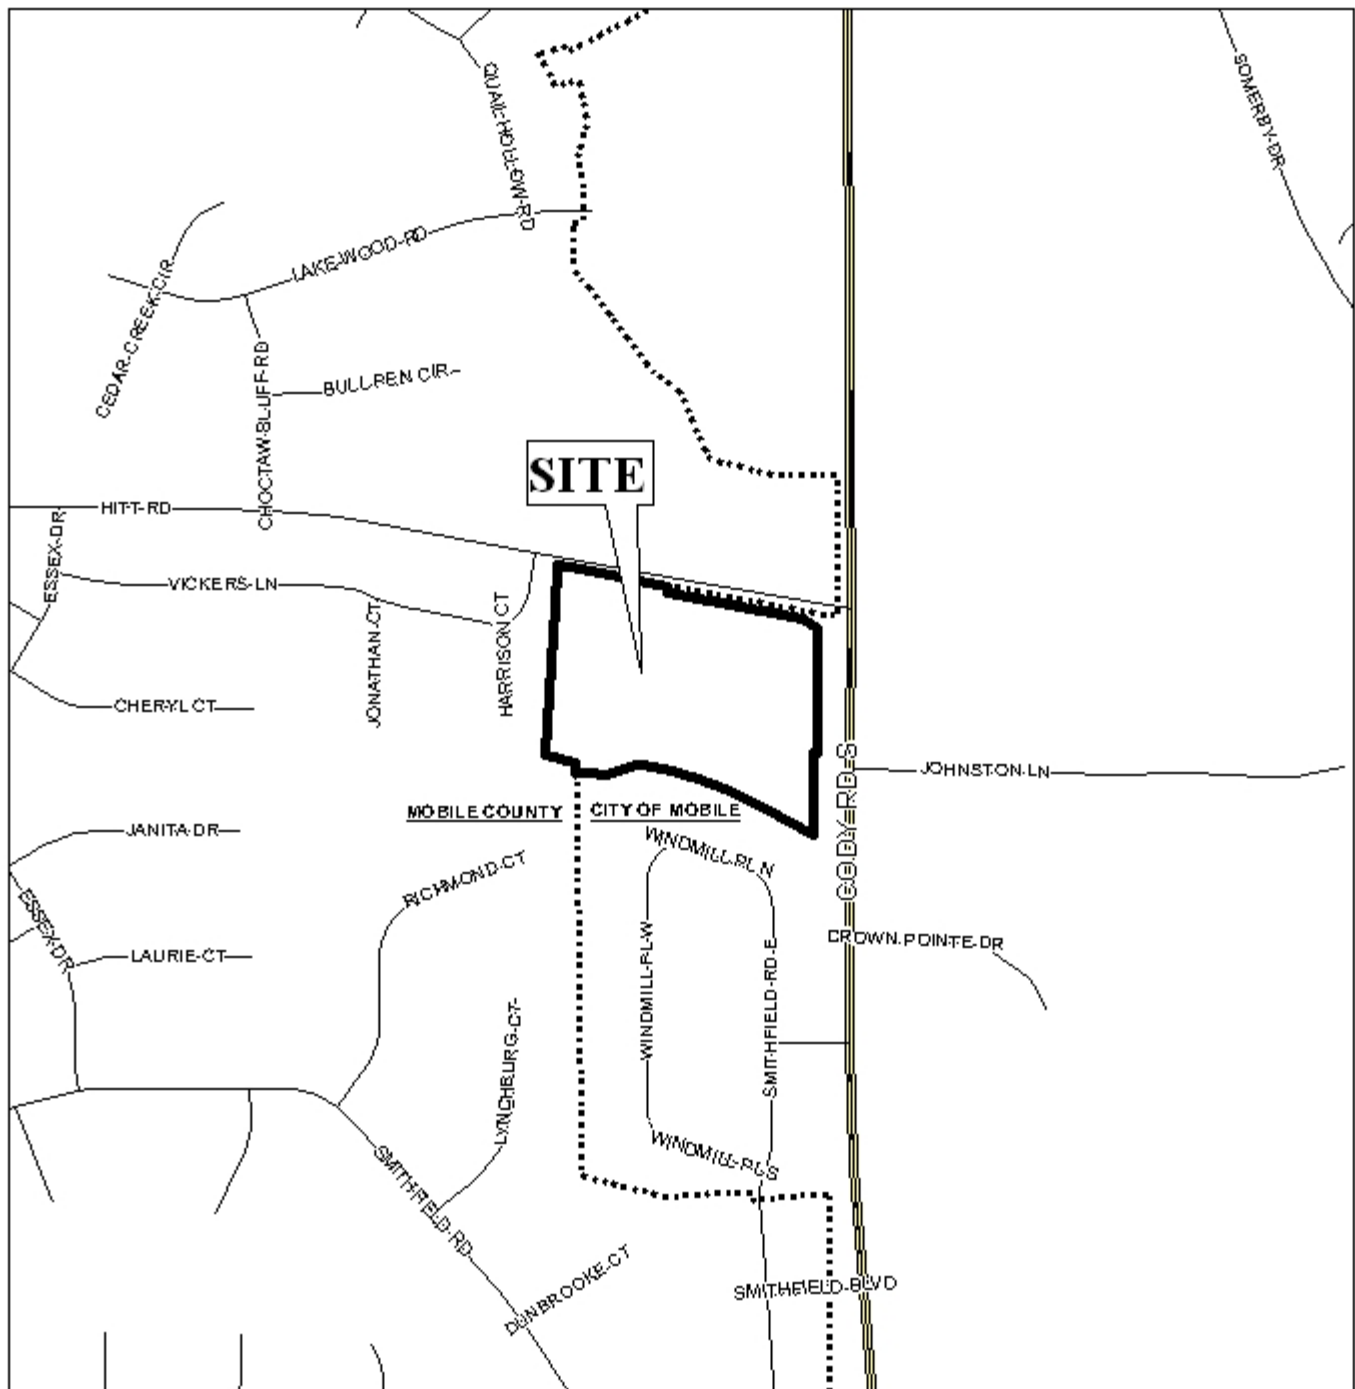 SOMERBY-DR
QUAIL-HOLLOW-RD
LAKE-WOOD-RD
CEDAR-CREEK-CIR
CHOCTAW-BLUFF-RD
BULL-PEN CIR
SITE
HITT-RD
ESSEX-DR
VICKERS-LN
JONATHAN-CT
HARRISON CT
CHERYL CT
CODY-RD-S
JOHNSTON-LN
MOBILE COUNTY CITY OF MOBILE
JANITA-DR
WINDMILL-PL N
RICHMOND-CT
ESSEX-DR
LAURIE-CT
WINDMILL-PL-W
SMITHFIELD-RD-E
CROWN-POINTE-DR
LYNCHBURG-CT
WINDMILL-PL-S
SMITHFIELD-RD
DUNBROOKE-CT
SMITHFIELD-BLVD